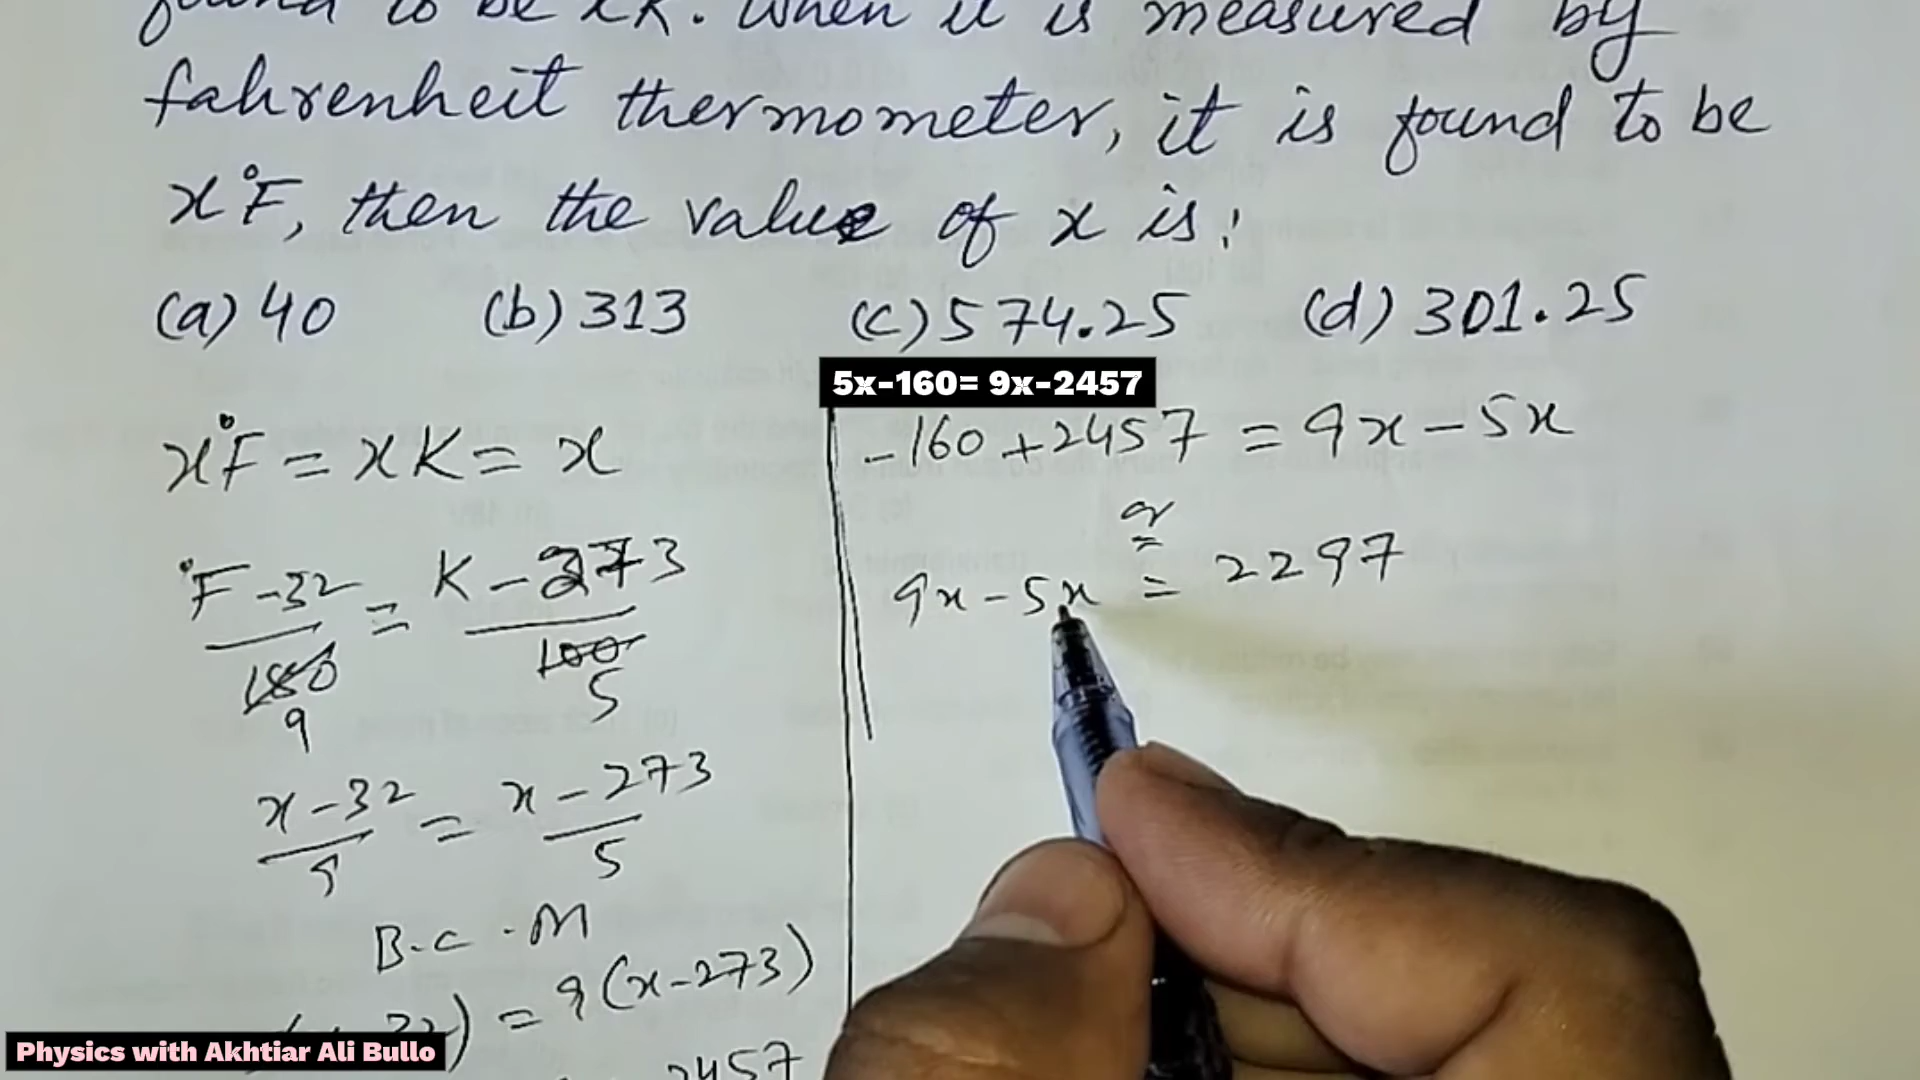 found to be xK. When it is measured by
fahrenheit thermometer, it is found to be
x°F, then the value of x is:
(a) 40 (b) 313 (c) 574.25 (d) 301.25
5x-160= 9x-2457
x°F = xK = x
°F - 32 / 180 = K - 273 / 100
9 5
x - 32 / 9 = x - 273 / 5
B.C.M
) = 9(x-273)
2457
-160 + 2457 = 9x - 5x
or
9x - 5x = 2297
Physics with Akhtiar Ali Bullo